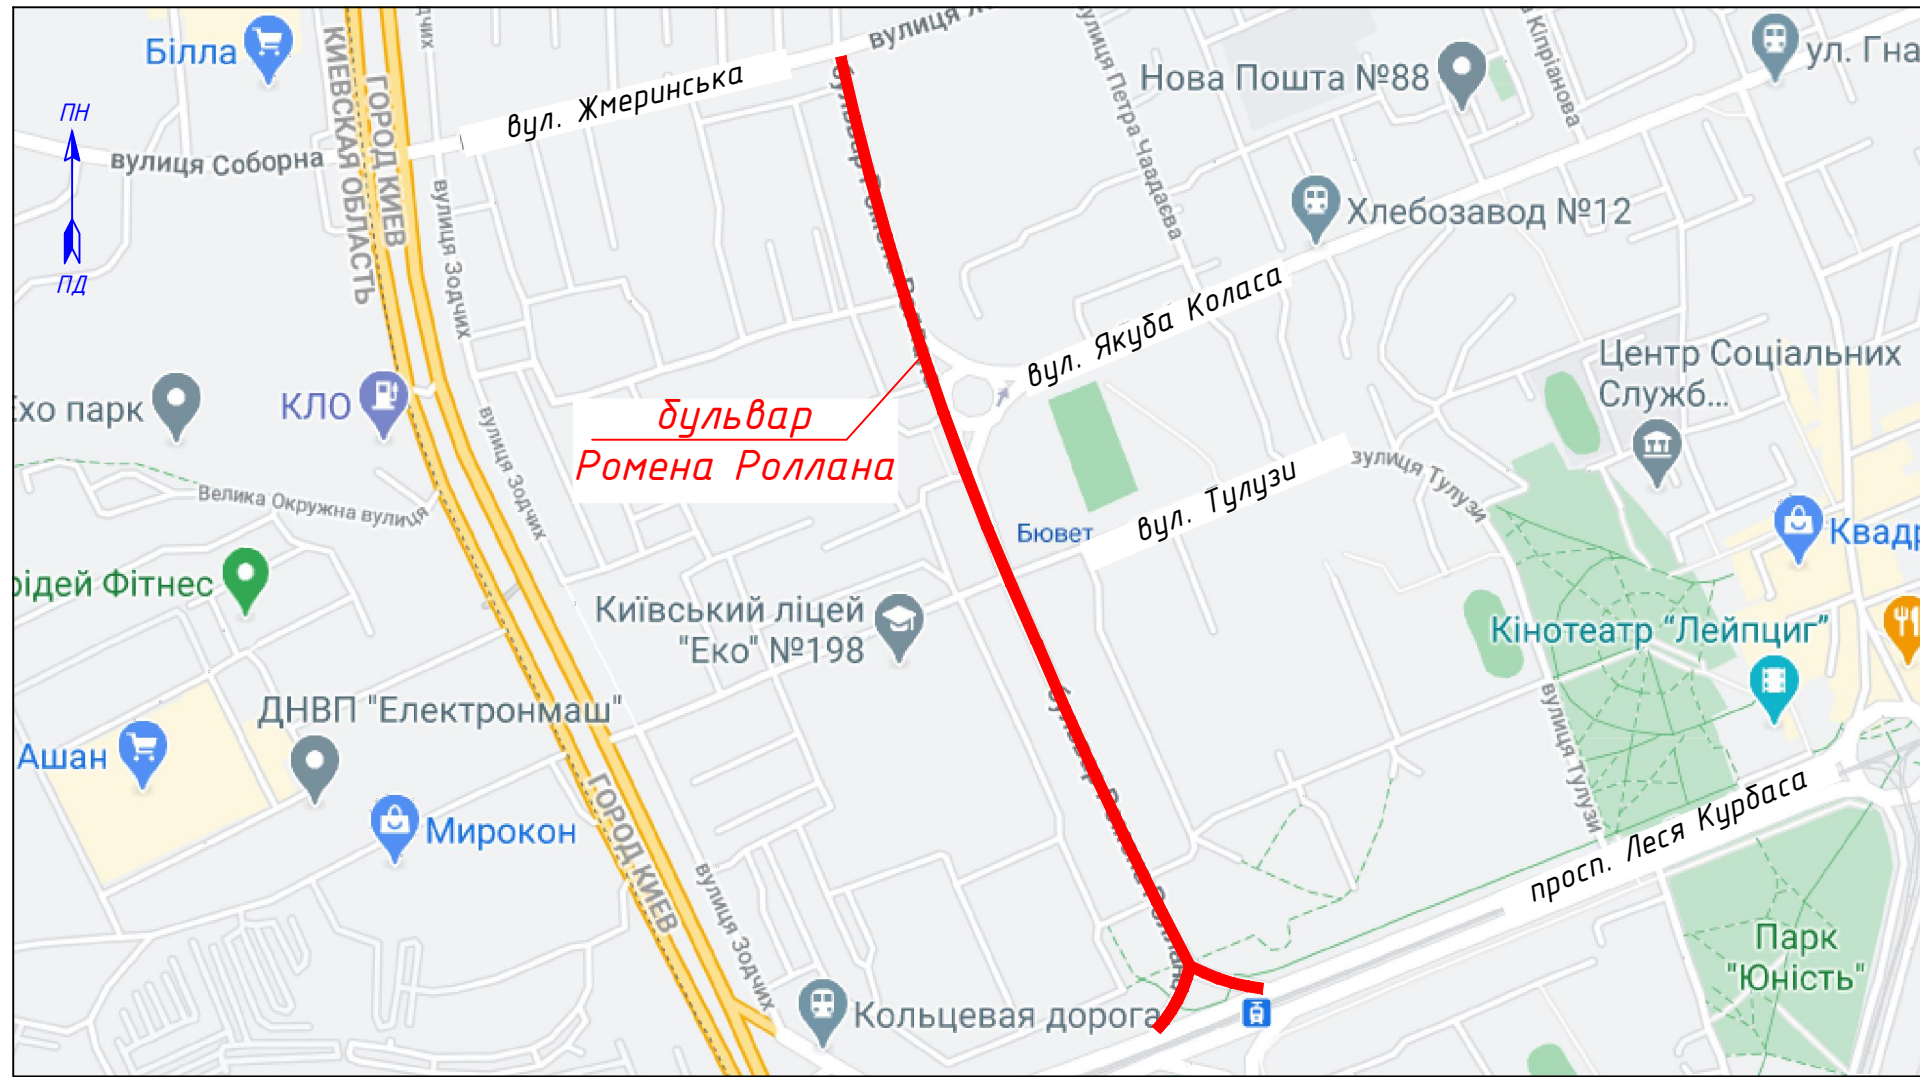 Білла
КИЕВСКАЯ ОБЛАСТЬ
ГОРОД КИЕВ
вулиця
ул. Гна
вул. Жмеринська
Нова Пошта №88
Кіпріанова
вулиця Петра Чаадаєва
ПН
ПД
вулиця Соборна
вулиця Зодчих
Хлебозавод №12
вул. Якуба Коласа
Центр Соціальних
Служб...
парк
КЛО
бульвар
Ромена Роллана
вулиця Зодчих
Велика Окружна вулиця
вул. Тулузи
вулиця Тулузи
Бювет
Квадр
Фітнес
Київський ліцей
"Еко" №198
Кінотеатр “Лейпциг”
ДНВП "Електронмаш"
Ашан
Мирокон
вулиця Тулузи
ГОРОД КИЕВ
просп. Леся Курбаса
вулиця Зодчих
Парк
"Юність"
Кольцевая дорога